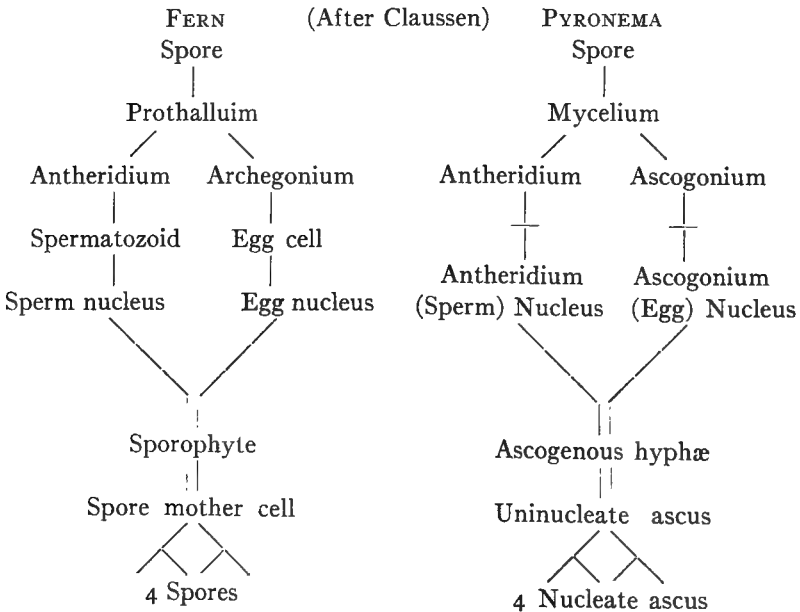 FERN (After Claussen) PYRONEMA
Spore Spore
Prothalluim Mycelium
Antheridium Archegonium Antheridium Ascogonium
Spermatozoid Egg cell
Antheridium Ascogonium
Sperm nucleus Egg nucleus (Sperm) Nucleus (Egg) Nucleus
Sporophyte Ascogenous hyphæ
Spore mother cell Uninucleate ascus
4 Spores 4 Nucleate ascus